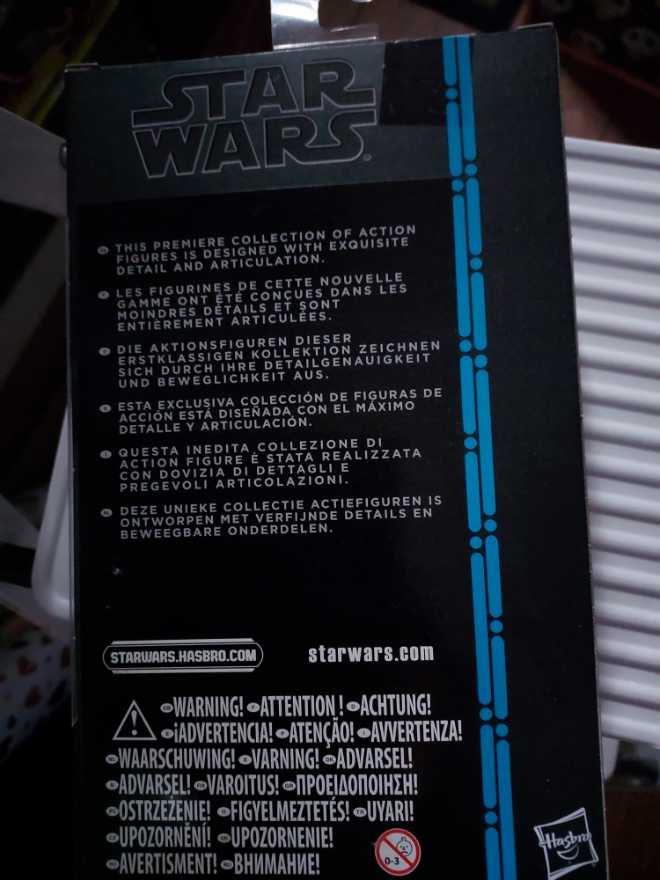 STAR
WARS
THIS PREMIERE COLLECTION OF ACTION
FIGURES IS DESIGNED WITH EXQUISITE
DETAIL AND ARTICULATION.
LES FIGURINES DE CETTE NOUVELLE
GAMME ONT ÉTÉ CONÇUES DANS LES
MOINDRES DÉTAILS ET SONT
ENTIÈREMENT ARTICULÉES.
DIE AKTIONSFIGUREN DIESER
ERSTKLASSIGEN KOLLEKTION ZEICHNEN
SICH DURCH IHRE DETAILGENAUIGKEIT
UND BEWEGLICHKEIT AUS.
ESTA EXCLUSIVA COLECCIÓN DE FIGURAS DE
ACCIÓN ESTÁ DISEÑADA CON EL MÁXIMO
DETALLE Y ARTICULACIÓN.
QUESTA INEDITA COLLEZIONE DI
ACTION FIGURE È STATA REALIZZATA
CON DOVIZIA DI DETTAGLI E
PREGEVOLI ARTICOLAZIONI.
DEZE UNIEKE COLLECTIE ACTIEFIGUREN IS
ONTWORPEN MET VERFIJNDE DETAILS EN
BEWEEGBARE ONDERDELEN.
STARWARS.HASBRO.COM starwars.com
WARNING! ATTENTION! ACHTUNG!
¡ADVERTENCIA! ATENÇÃO! AVVERTENZA!
WAARSCHUWING! VARNING! ADVARSEL!
ADVARSEL! VAROITUS! ΠΡΟΕΙΔΟΠΟΙΗΣΗ!
OSTRZEŻENIE! FIGYELMEZTETÉS! UYARI!
UPOZORNĚNÍ! UPOZORNENIE!
AVERTISMENT! ВНИМАНИЕ!
0-3
Hasbro